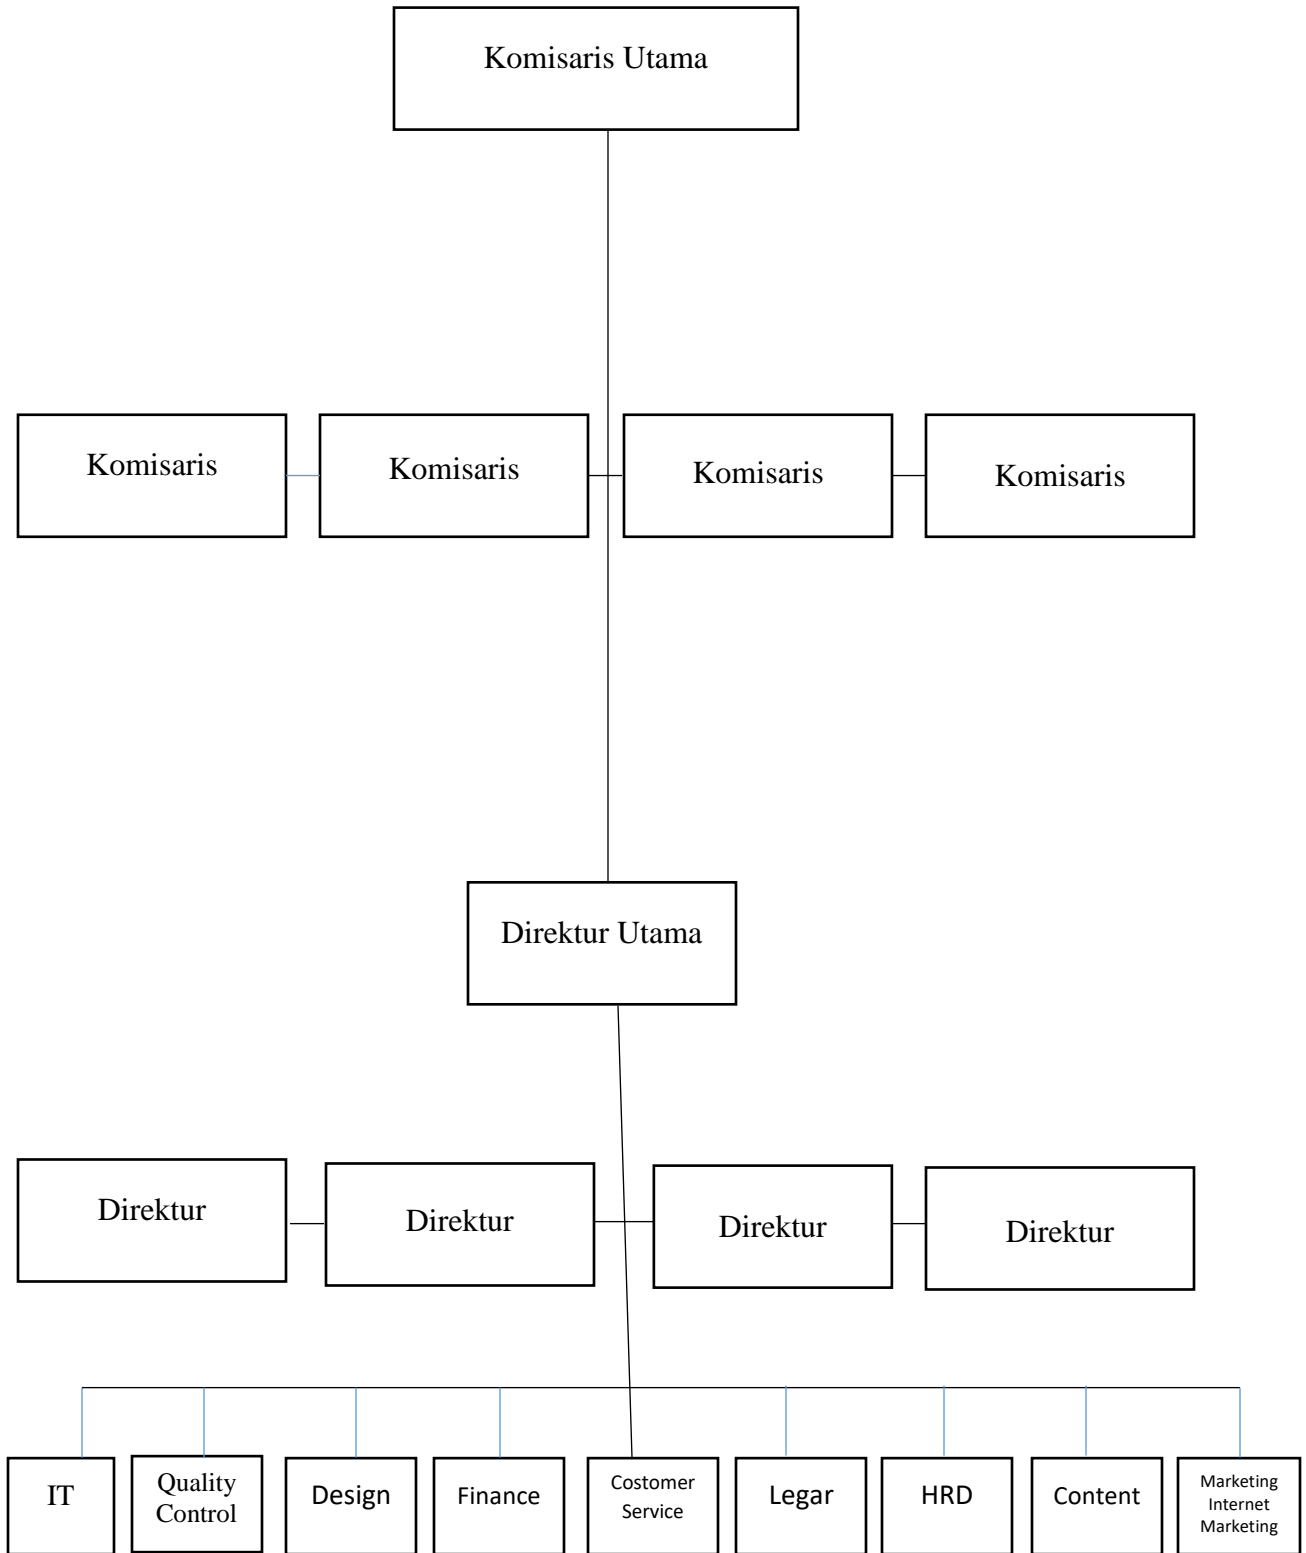 Komisaris Utama
Komisaris
Komisaris
Komisaris
Komisaris
Direktur Utama
Direktur
Direktur
Direktur
Direktur
IT
Quality
Control
Design
Finance
Costomer
Service
Legar
HRD
Content
Marketing
Internet
Marketing